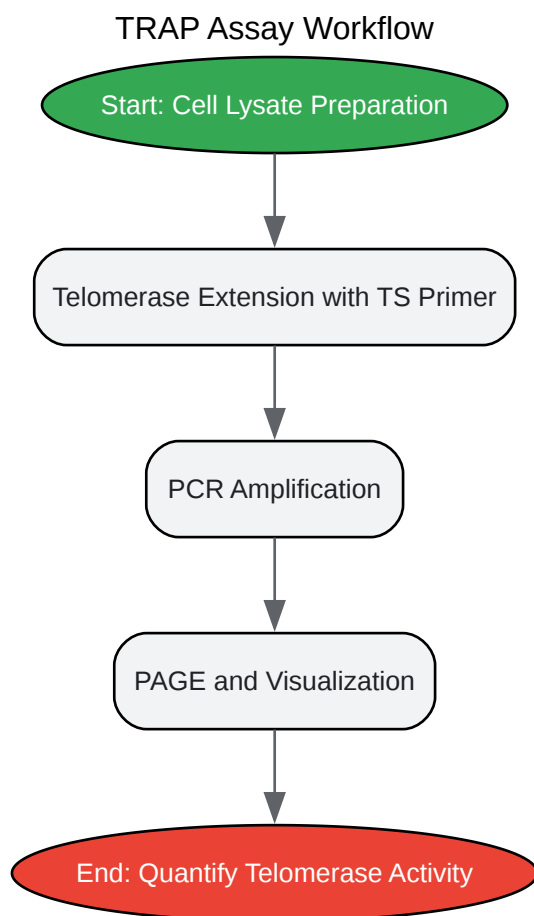 TRAP Assay Workflow
Start: Cell Lysate Preparation
Telomerase Extension with TS Primer
PCR Amplification
PAGE and Visualization
End: Quantify Telomerase Activity